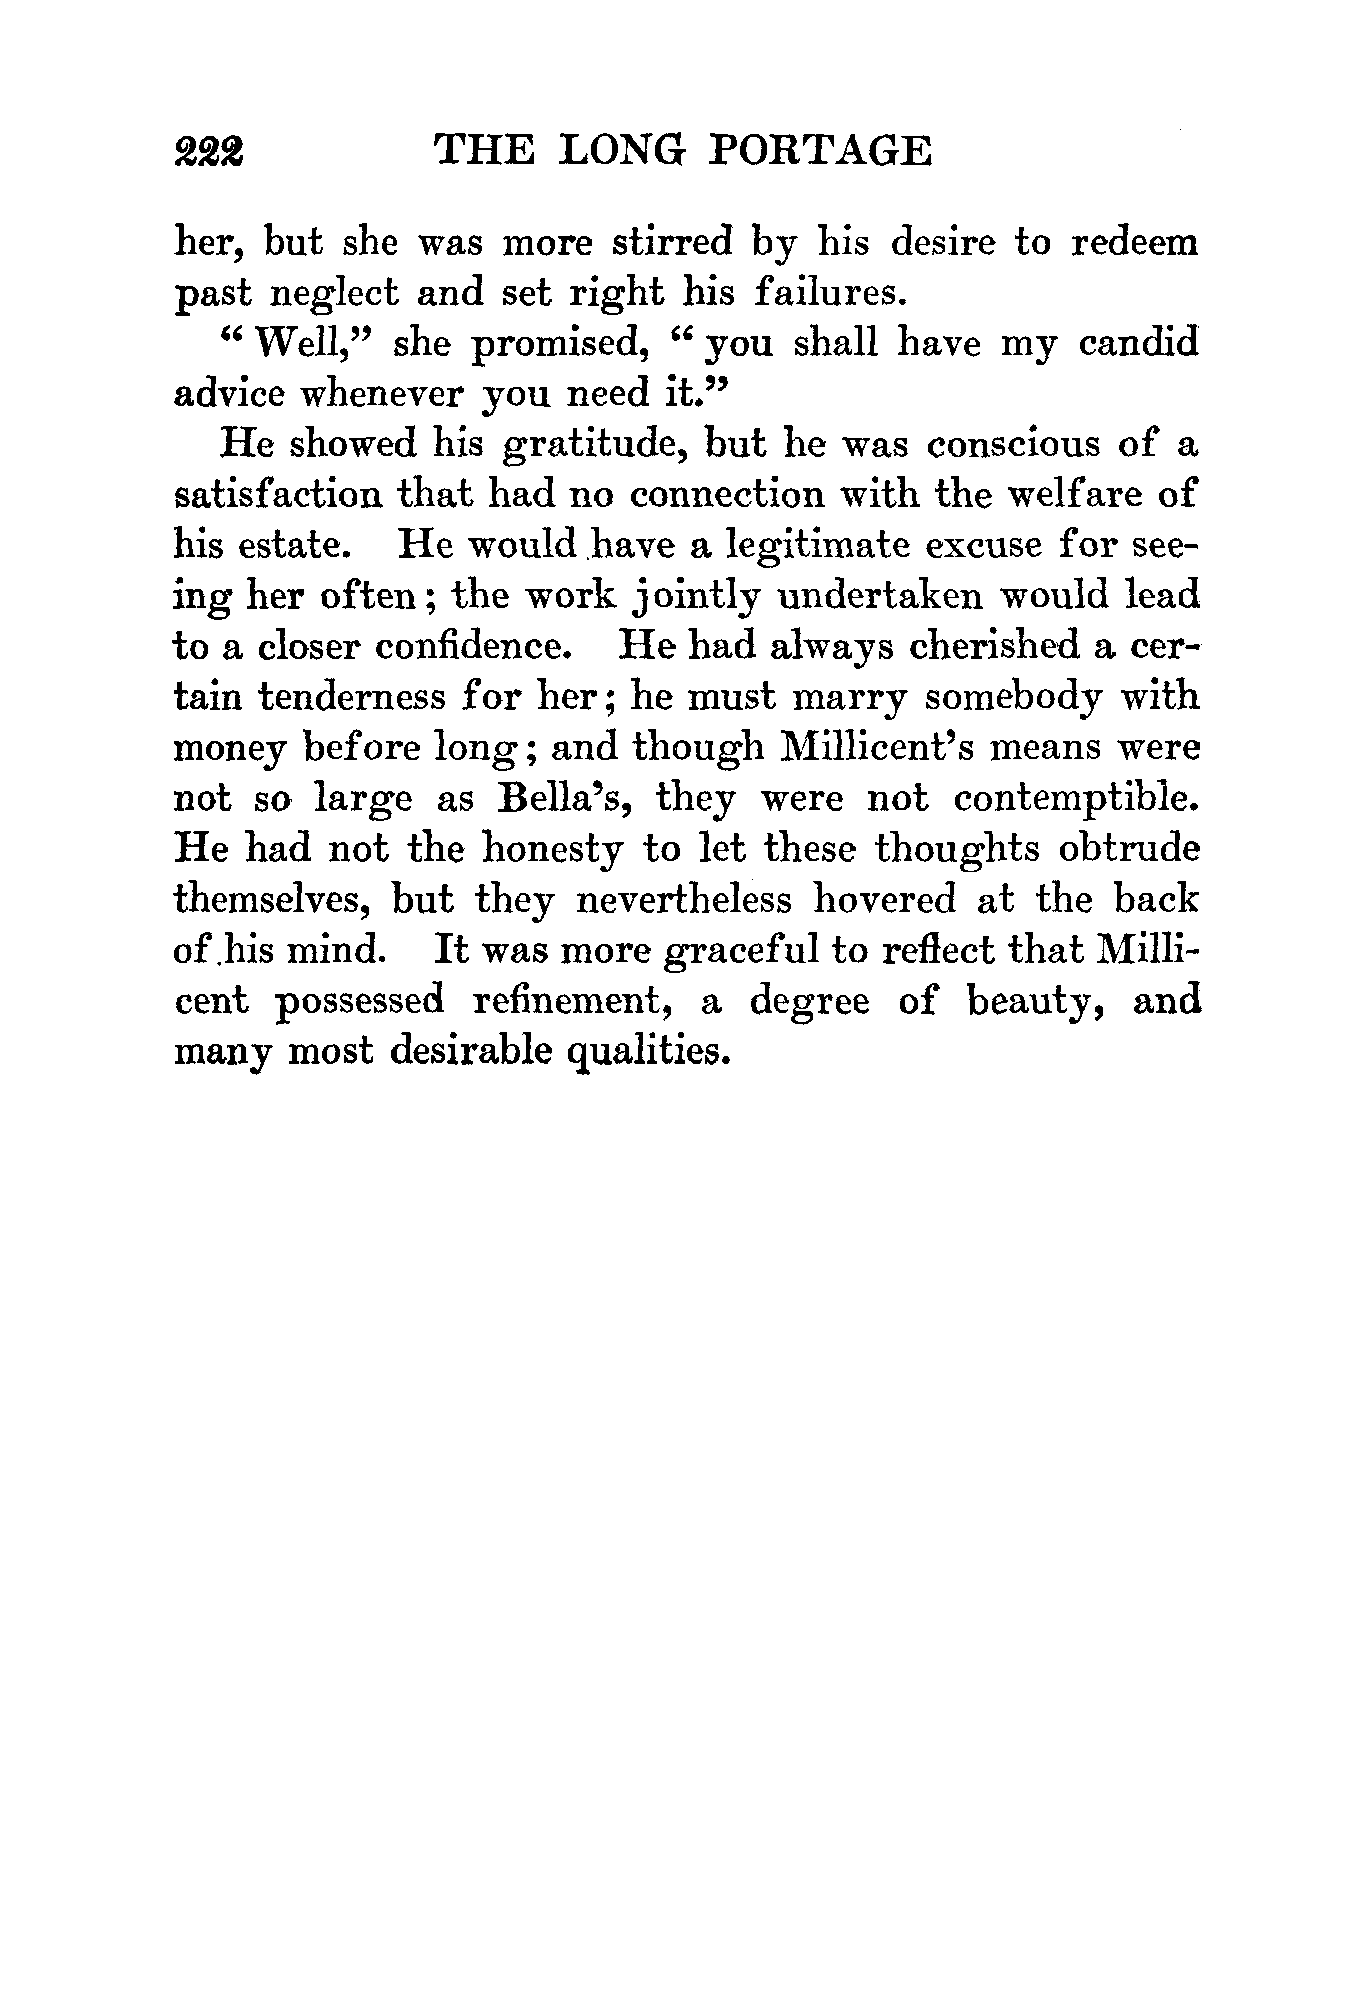 222 THE LONG PORTAGE
her, but she was more stirred by his desire to redeem
past neglect and set right his failures.
“ Well,” she promised, “ you shall have my candid
advice whenever you need it.”
He showed his gratitude, but he was conscious of a
satisfaction that had no connection with the welfare of
his estate. He would have a legitimate excuse for see-
ing her often ; the work jointly undertaken would lead
to a closer confidence. He had always cherished a cer-
tain tenderness for her ; he must marry somebody with
money before long ; and though Millicent’s means were
not so large as Bella’s, they were not contemptible.
He had not the honesty to let these thoughts obtrude
themselves, but they nevertheless hovered at the back
of his mind. It was more graceful to reflect that Milli-
cent possessed refinement, a degree of beauty, and
many most desirable qualities.